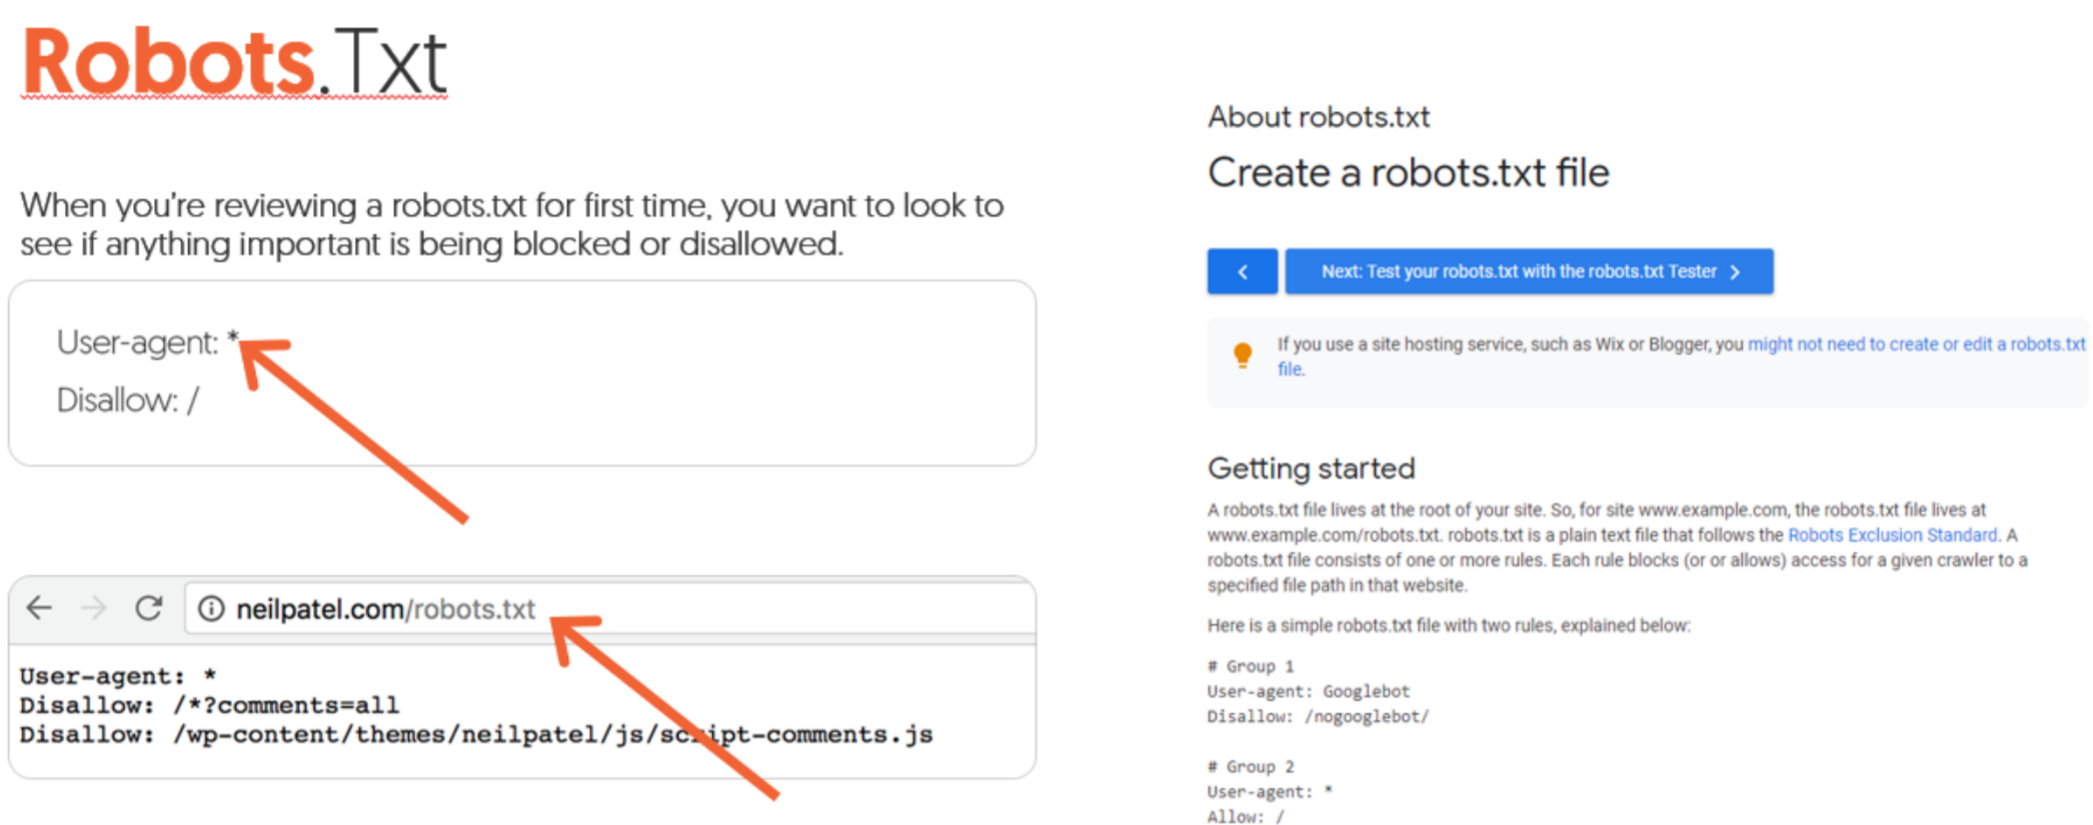 Robots.Txt
When you're reviewing a robots.txt for first time, you want to look to
see if anything important is being blocked or disallowed.
User-agent: *
Disallow: /
neilpatel.com/robots.txt
User-agent: *
Disallow: /*?comments=all
Disallow: /wp-content/themes/neilpatel/js/script-comments.js
About robots.txt
Create a robots.txt file
Next: Test your robots.txt with the robots.txt Tester
If you use a site hosting service, such as Wix or Blogger, you might not need to create or edit a robots.txt
file.
Getting started
A robots.txt file lives at the root of your site. So, for site www.example.com, the robots.txt file lives at
www.example.com/robots.txt. robots.txt is a plain text file that follows the Robots Exclusion Standard. A
robots.txt file consists of one or more rules. Each rule blocks (or or allows) access for a given crawler to a
specified file path in that website.
Here is a simple robots.txt file with two rules, explained below:
# Group 1
User-agent: Googlebot
Disallow: /nogooglebot/
# Group 2
User-agent: *
Allow: /